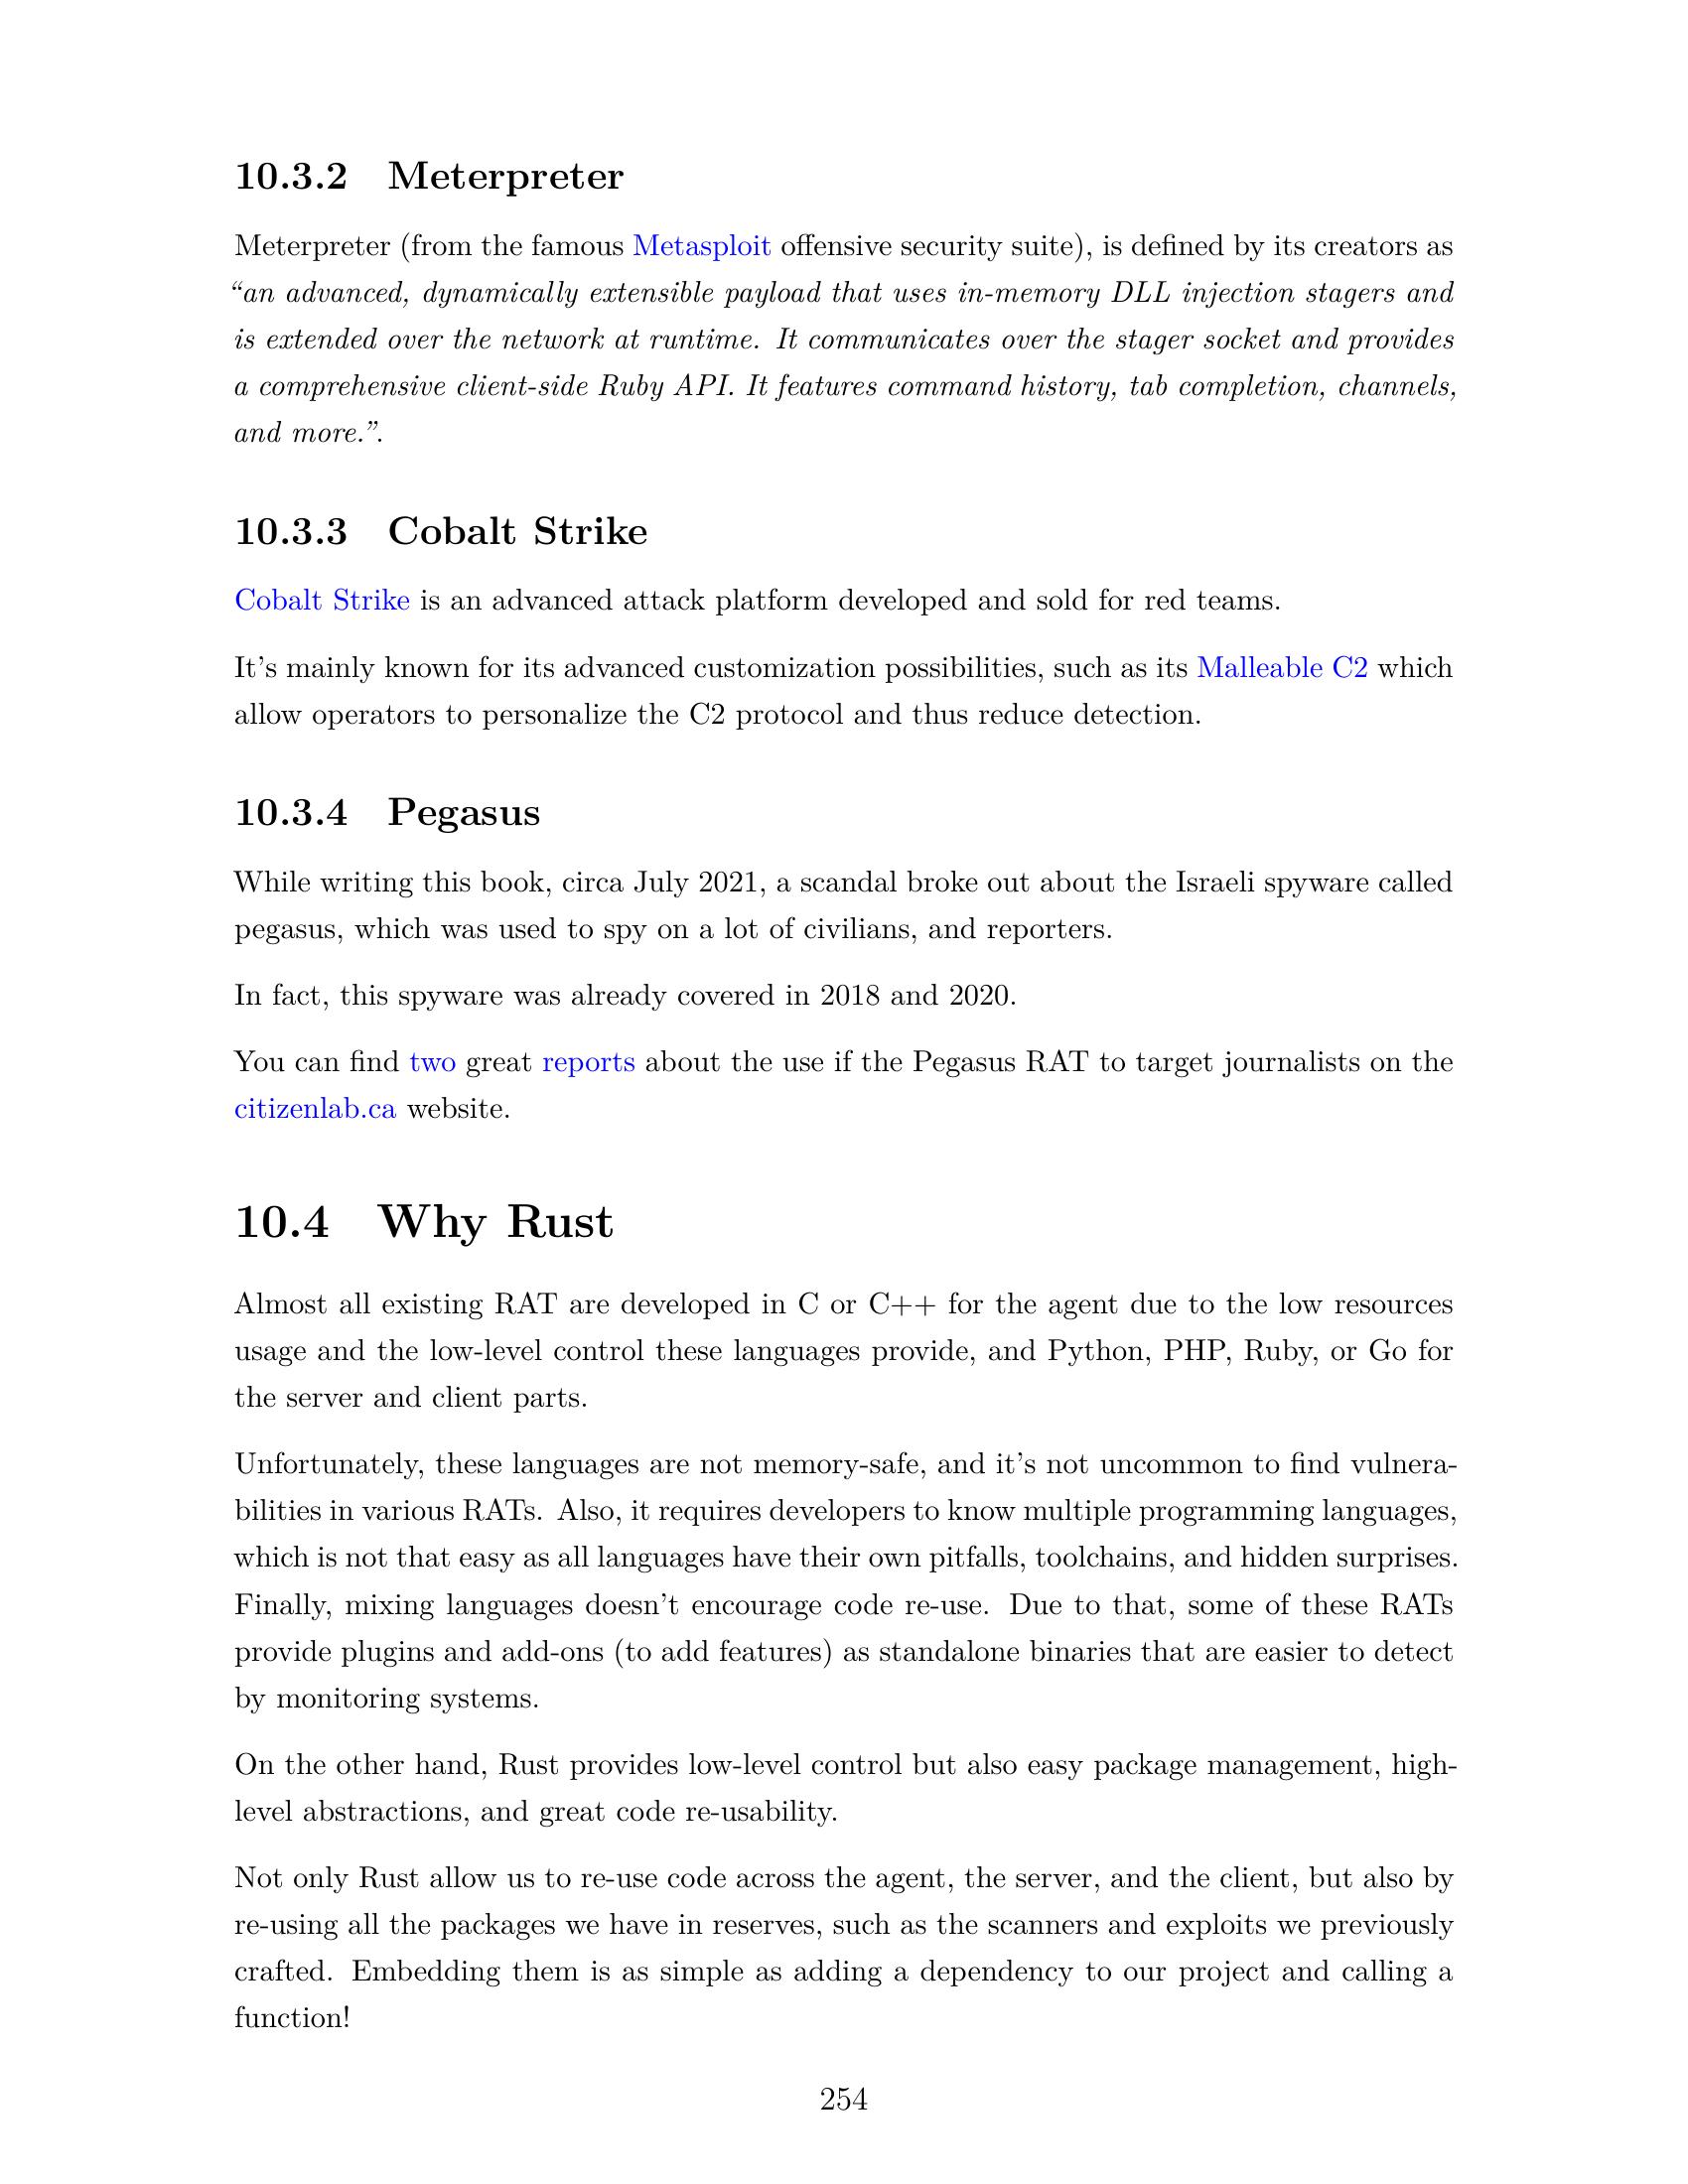 10.3.2 Meterpreter
Meterpreter (from the famous Metasploit offensive security suite), is defined by its creators as
“an advanced, dynamically extensible payload that uses in-memory DLL injection stagers and
is extended over the network at runtime. It communicates over the stager socket and provides
a comprehensive client-side Ruby API. It features command history, tab completion, channels,
and more.”.
10.3.3 Cobalt Strike
Cobalt Strike is an advanced attack platform developed and sold for red teams.
It’s mainly known for its advanced customization possibilities, such as its Malleable C2 which
allow operators to personalize the C2 protocol and thus reduce detection.
10.3.4 Pegasus
While writing this book, circa July 2021, a scandal broke out about the Israeli spyware called
pegasus, which was used to spy on a lot of civilians, and reporters.
In fact, this spyware was already covered in 2018 and 2020.
You can find two great reports about the use if the Pegasus RAT to target journalists on the
citizenlab.ca website.
10.4 Why Rust
Almost all existing RAT are developed in C or C++ for the agent due to the low resources
usage and the low-level control these languages provide, and Python, PHP, Ruby, or Go for
the server and client parts.
Unfortunately, these languages are not memory-safe, and it’s not uncommon to find vulnera-
bilities in various RATs. Also, it requires developers to know multiple programming languages,
which is not that easy as all languages have their own pitfalls, toolchains, and hidden surprises.
Finally, mixing languages doesn’t encourage code re-use. Due to that, some of these RATs
provide plugins and add-ons (to add features) as standalone binaries that are easier to detect
by monitoring systems.
On the other hand, Rust provides low-level control but also easy package management, high-
level abstractions, and great code re-usability.
Not only Rust allow us to re-use code across the agent, the server, and the client, but also by
re-using all the packages we have in reserves, such as the scanners and exploits we previously
crafted. Embedding them is as simple as adding a dependency to our project and calling a
function!
254